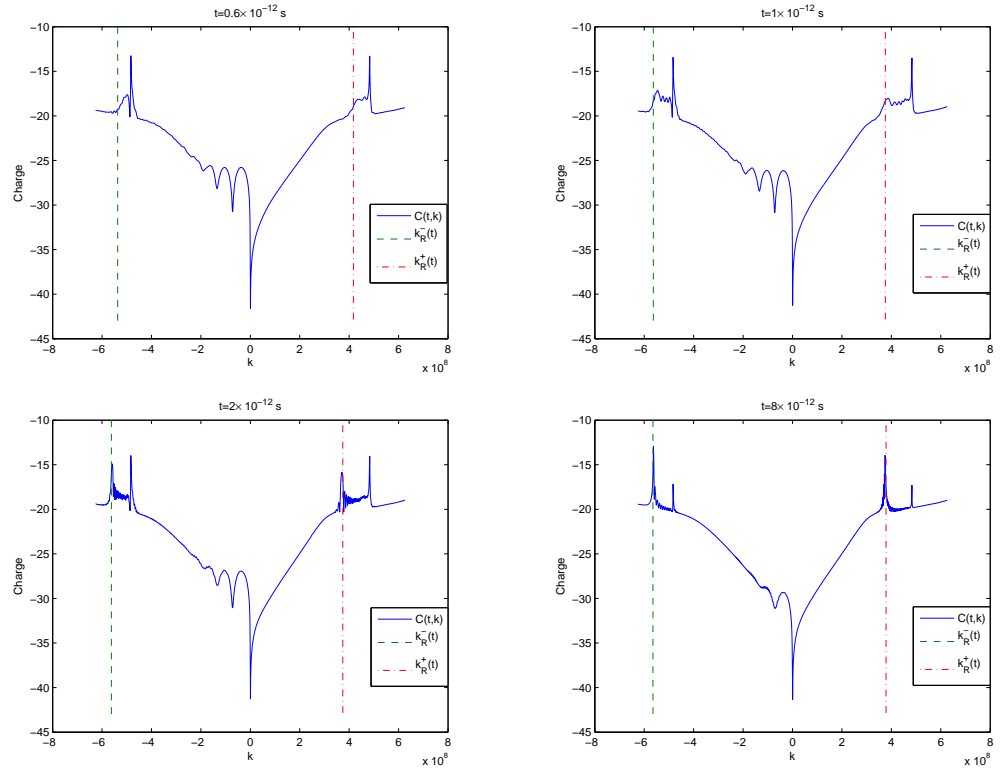 t=0.6× 10⁻¹² s
−10
−15
−20
−25
−30
−35
−40
−45
Charge
C(t,k)
k_R^−(t)
k_R^+(t)
−8 −6 −4 −2 0 2 4 6 8
k
x 10⁸
t=1× 10⁻¹² s
−10
−15
−20
−25
−30
−35
−40
−45
Charge
C(t,k)
k_R^−(t)
k_R^+(t)
−8 −6 −4 −2 0 2 4 6 8
k
x 10⁸
t=2× 10⁻¹² s
−10
−15
−20
−25
−30
−35
−40
−45
Charge
C(t,k)
k_R^−(t)
k_R^+(t)
−8 −6 −4 −2 0 2 4 6 8
k
x 10⁸
t=8× 10⁻¹² s
−10
−15
−20
−25
−30
−35
−40
−45
Charge
C(t,k)
k_R^−(t)
k_R^+(t)
−8 −6 −4 −2 0 2 4 6 8
k
x 10⁸